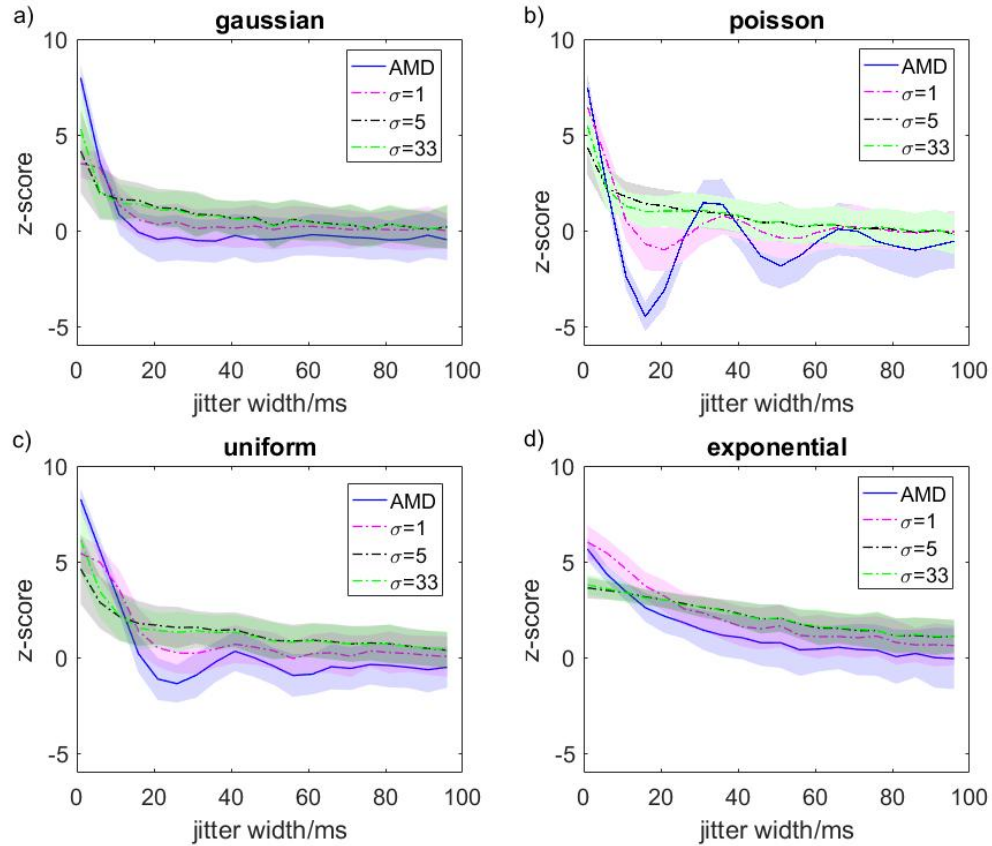 a)
gaussian
10
5
0
-5
z-score
AMD
σ=1
σ=5
σ=33
0 20 40 60 80 100
jitter width/ms
b)
poisson
10
5
0
-5
z-score
AMD
σ=1
σ=5
σ=33
0 20 40 60 80 100
jitter width/ms
c)
uniform
10
5
0
-5
z-score
AMD
σ=1
σ=5
σ=33
0 20 40 60 80 100
jitter width/ms
d)
exponential
10
5
0
-5
z-score
AMD
σ=1
σ=5
σ=33
0 20 40 60 80 100
jitter width/ms